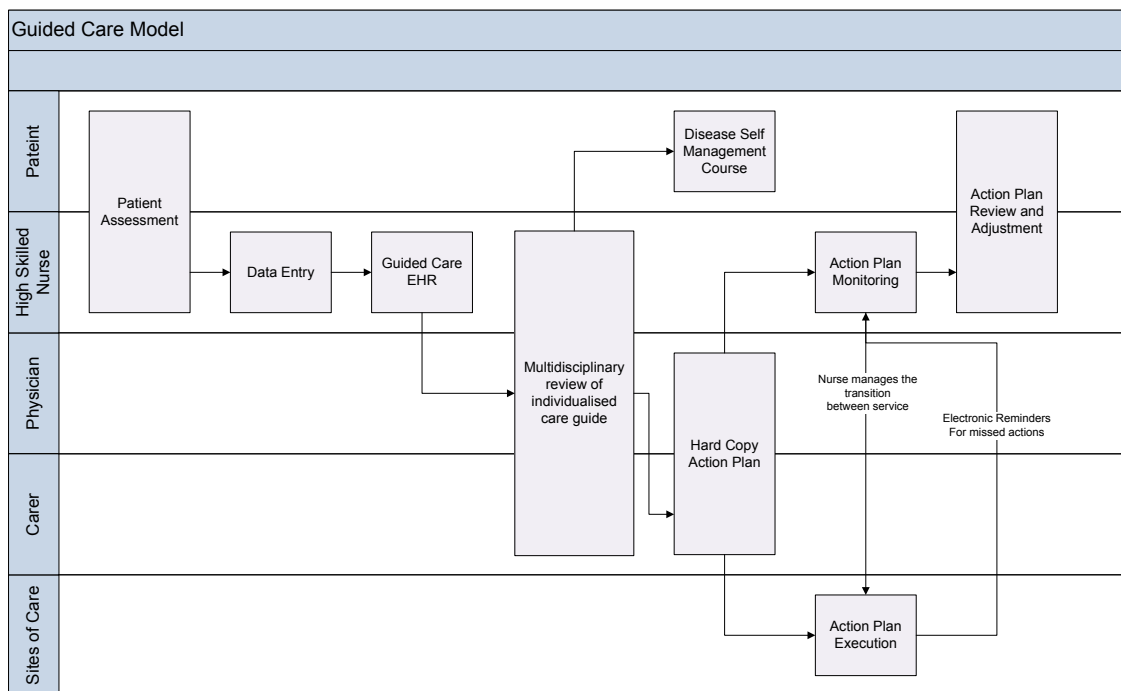 Guided Care Model
Pateint
High Skilled
Nurse
Physician
Carer
Sites of Care
Patient
Assessment
Data Entry
Guided Care
EHR
Multidisciplinary
review of
individualised
care guide
Disease Self
Management
Course
Hard Copy
Action Plan
Action Plan
Monitoring
Action Plan
Review and
Adjustment
Nurse manages the
transition
between service
Electronic Reminders
For missed actions
Action Plan
Execution